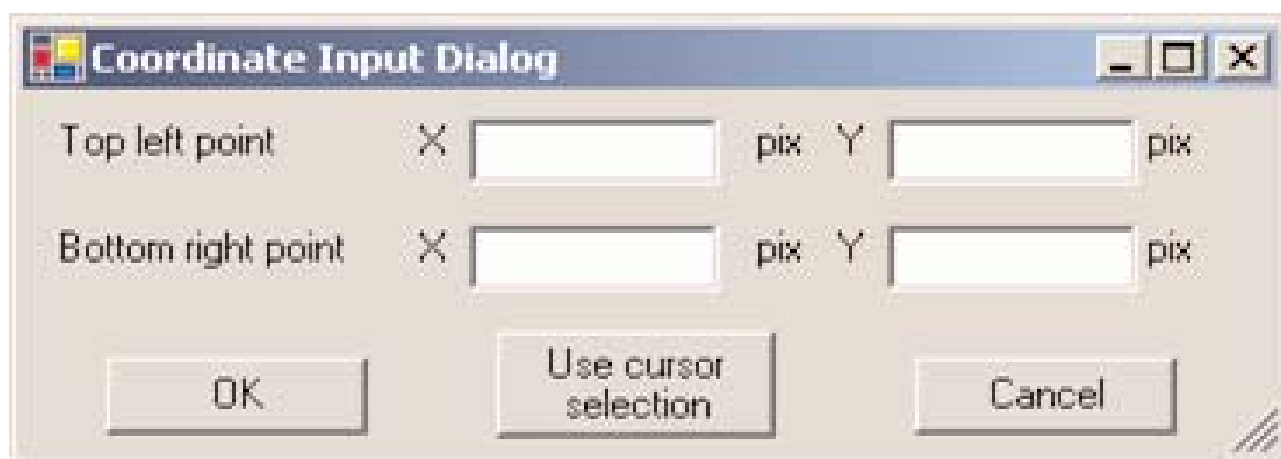 Coordinate Input Dialog
Top left point X pix Y pix
Bottom right point X pix Y pix
OK Use cursor selection Cancel